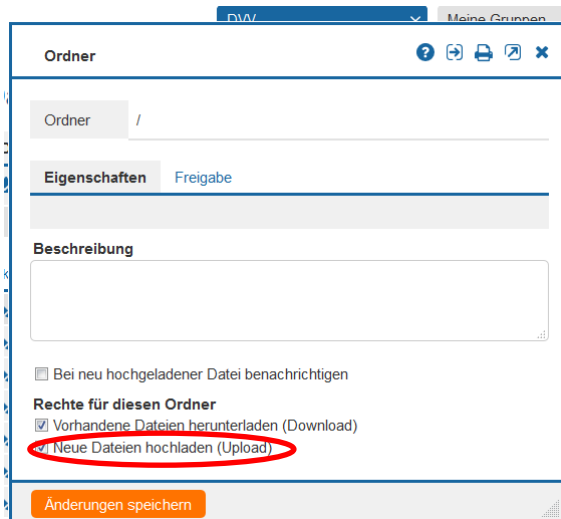 DVV Meine Gruppen
Ordner
Ordner /
Eigenschaften Freigabe
Beschreibung
Bei neu hochgeladener Datei benachrichtigen
Rechte für diesen Ordner
Vorhandene Dateien herunterladen (Download)
Neue Dateien hochladen (Upload)
Änderungen speichern